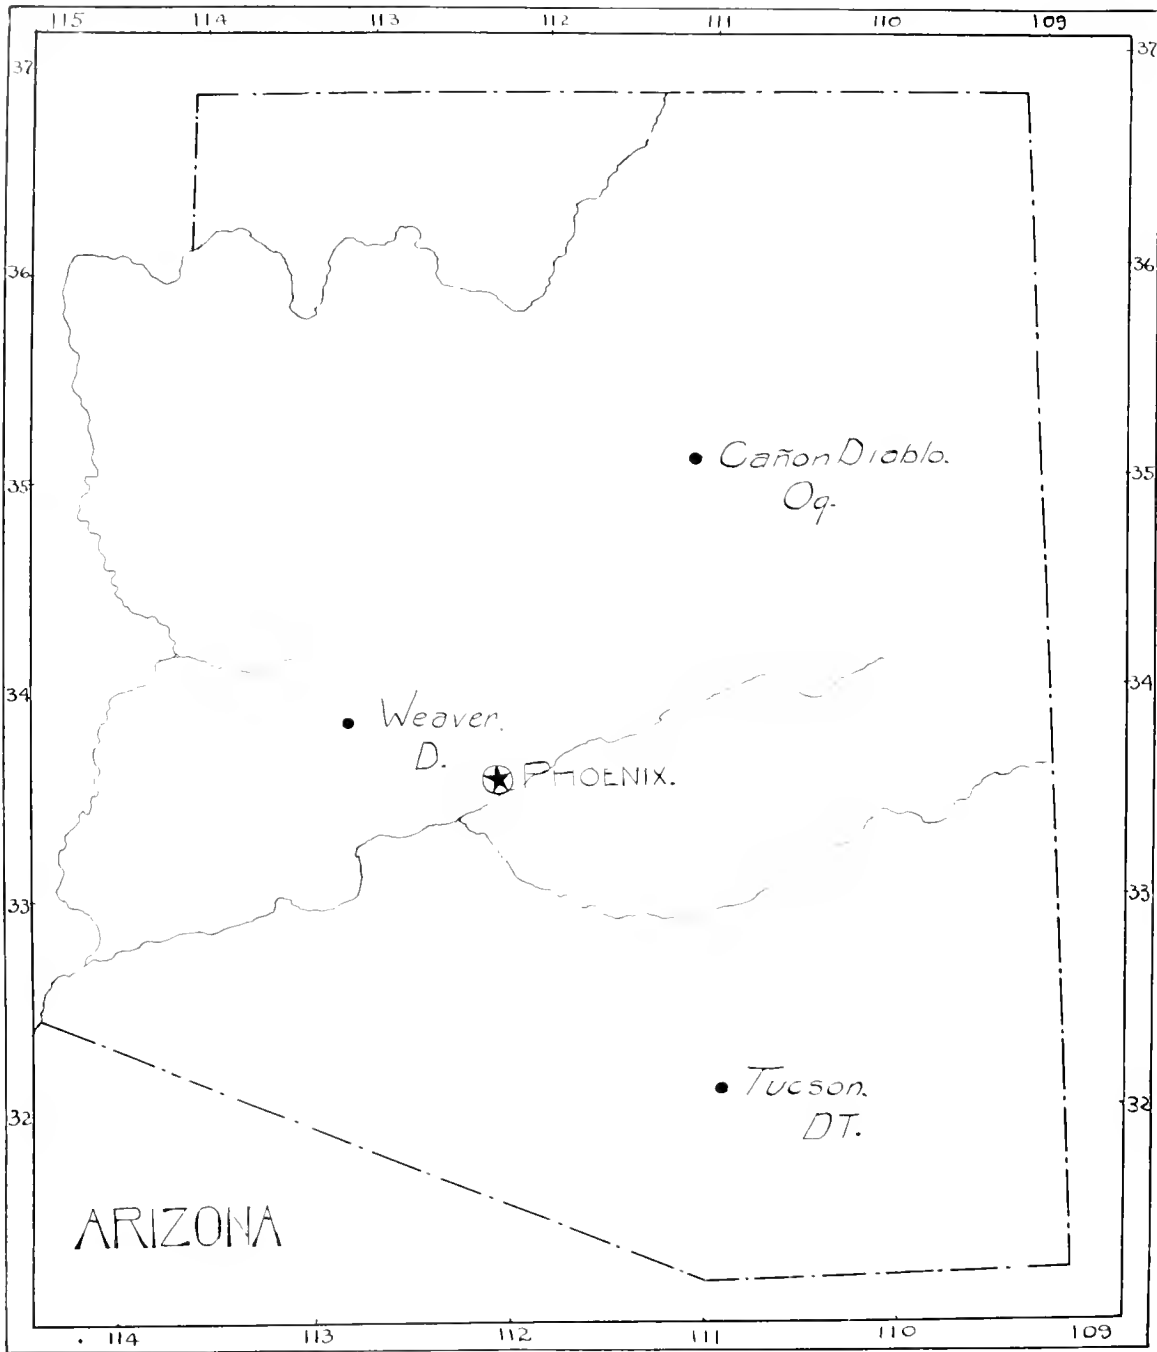 115 114 113 112 111 110 109
37 37
36 36
Cañon Diablo.
35 35
Og.
34 34
Weaver.
D.
PHOENIX.
33 33
Tucson.
32 32
DT.
ARIZONA
114 113 112 111 110 109